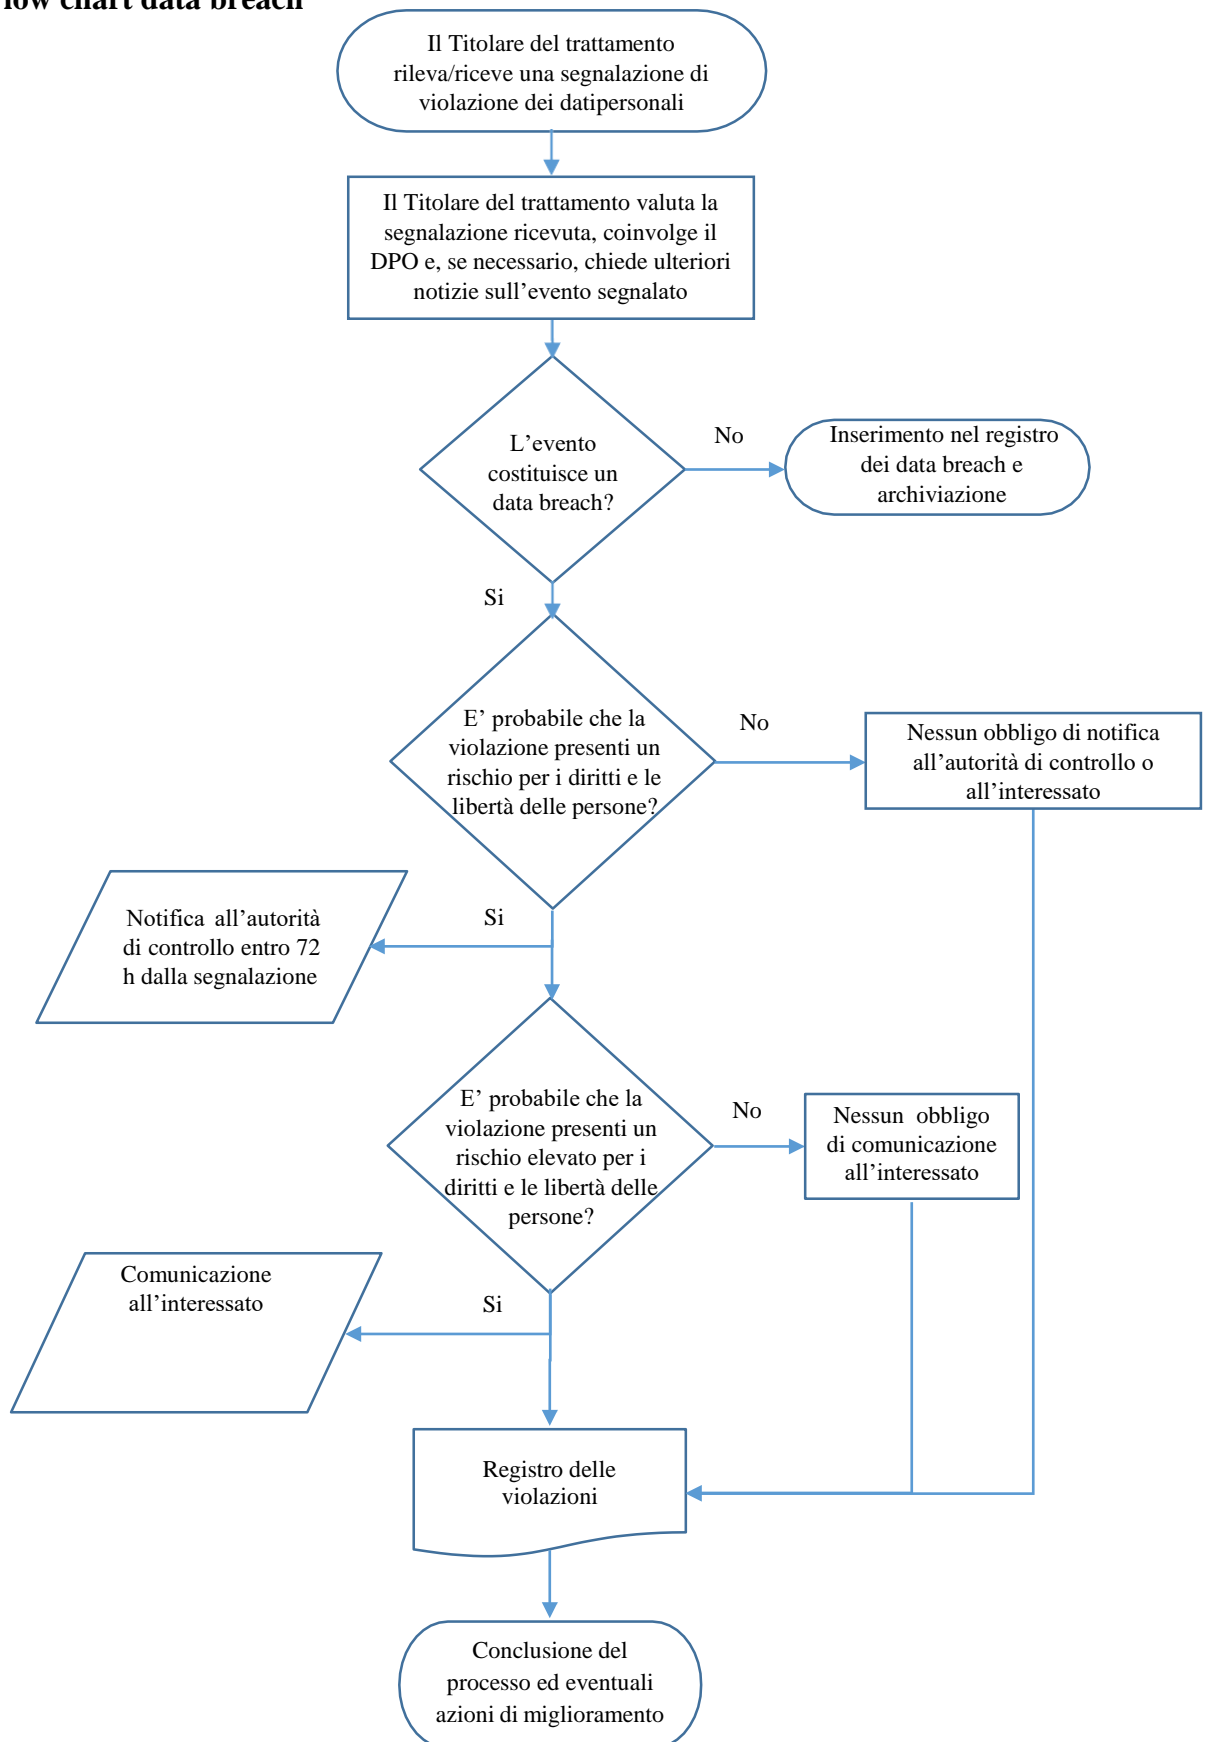 low chart data breach
Il Titolare del trattamento
rileva/riceve una segnalazione di
violazione dei datipersonali
Il Titolare del trattamento valuta la
segnalazione ricevuta, coinvolge il
DPO e, se necessario, chiede ulteriori
notizie sull’evento segnalato
L’evento
costituisce un
data breach?
No
Inserimento nel registro
dei data breach e
archiviazione
Si
E’ probabile che la
violazione presenti un
rischio per i diritti e le
libertà delle persone?
No
Nessun obbligo di notifica
all’autorità di controllo o
all’interessato
Si
Notifica all’autorità
di controllo entro 72
h dalla segnalazione
E’ probabile che la
violazione presenti un
rischio elevato per i
diritti e le libertà delle
persone?
No
Nessun obbligo
di comunicazione
all’interessato
Si
Comunicazione
all’interessato
Registro delle
violazioni
Conclusione del
processo ed eventuali
azioni di miglioramento